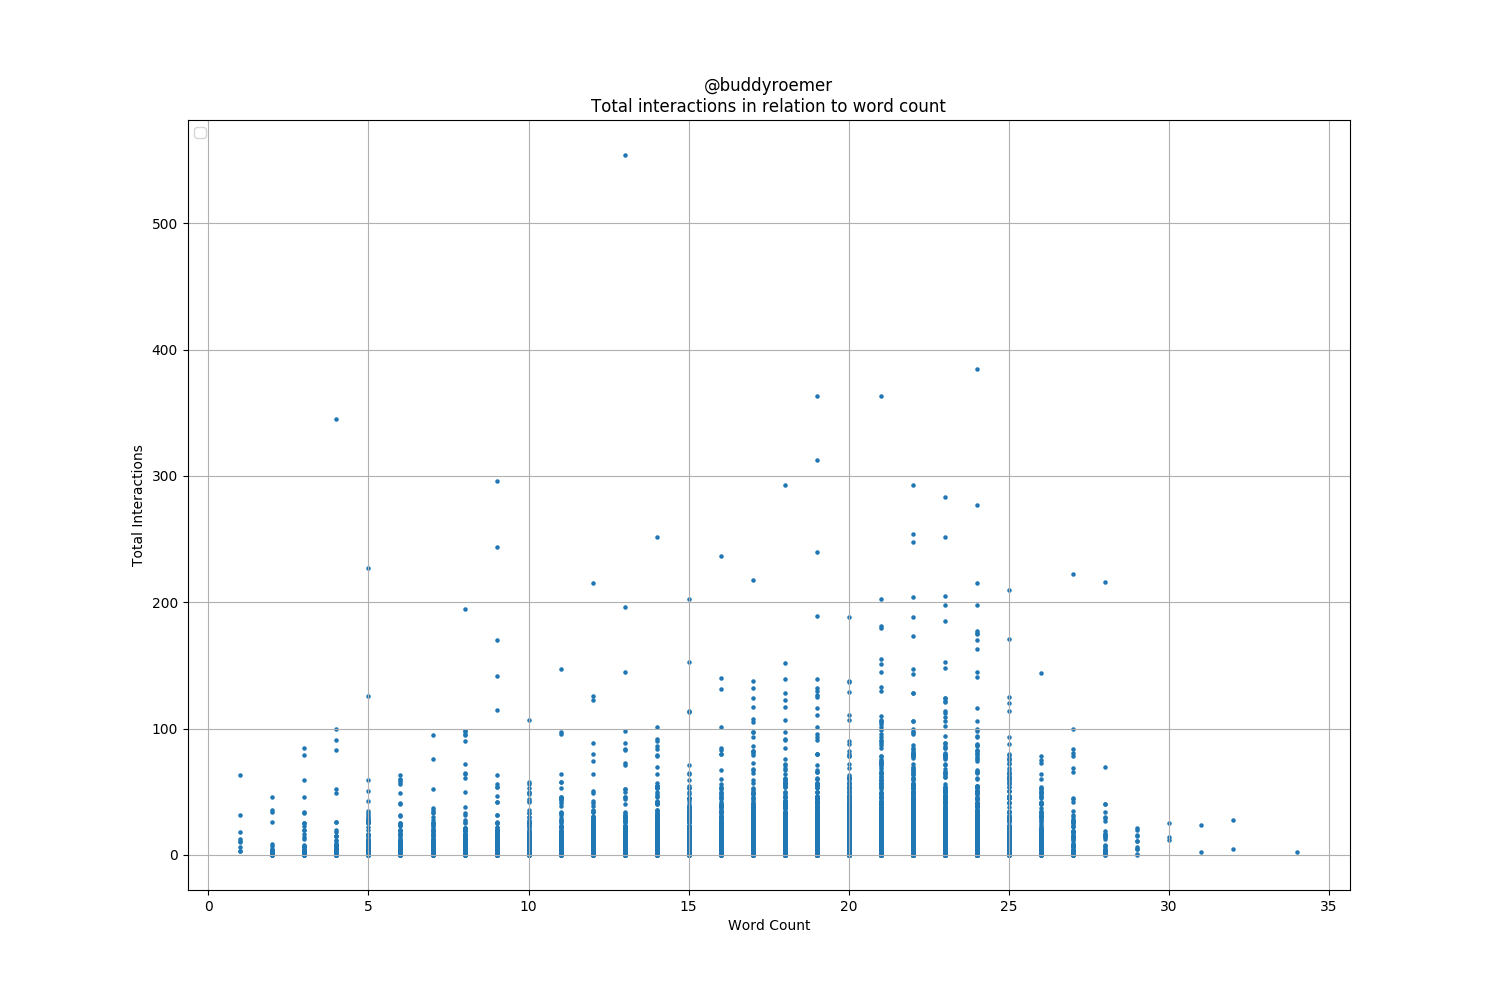 @buddyroemer
Total interactions in relation to word count
500
400
300
200
100
0
Total Interactions
0 5 10 15 20 25 30 35
Word Count